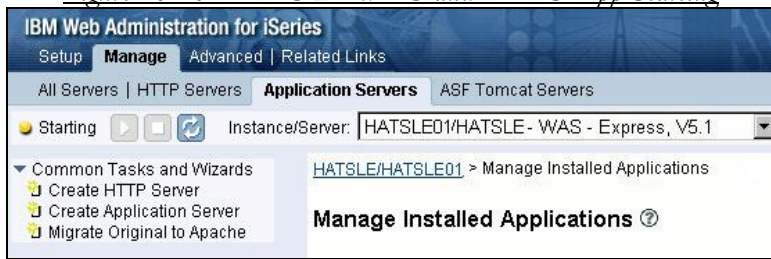 IBM Web Administration for iSeries
Setup Manage Advanced | Related Links
All Servers | HTTP Servers Application Servers ASF Tomcat Servers
Starting Instance/Server: HATSLE01/HATSLE - WAS - Express, V5.1
Common Tasks and Wizards
Create HTTP Server
Create Application Server
Migrate Original to Apache
HATSLE/HATSLE01 > Manage Installed Applications
Manage Installed Applications ?